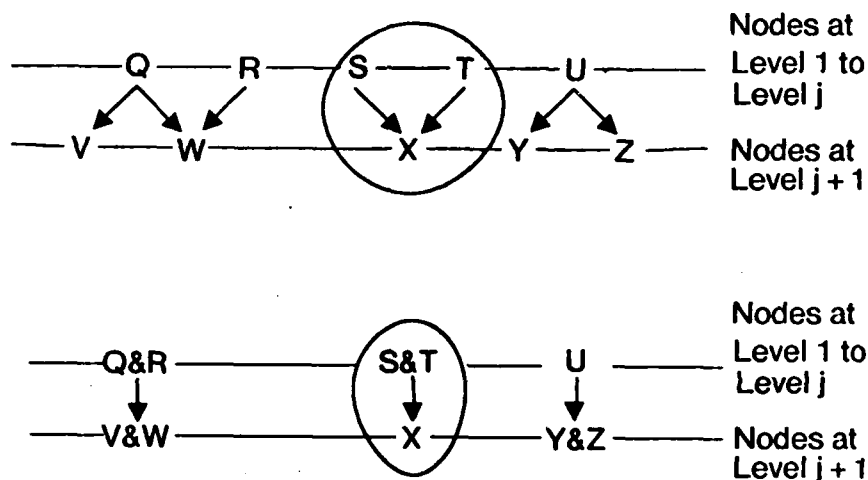 Nodes at
Q R S T U Level 1 to
Level j
V W X Y Z Nodes at
Level j + 1
Nodes at
Q&R S&T U Level 1 to
Level j
V&W X Y&Z Nodes at
Level j + 1